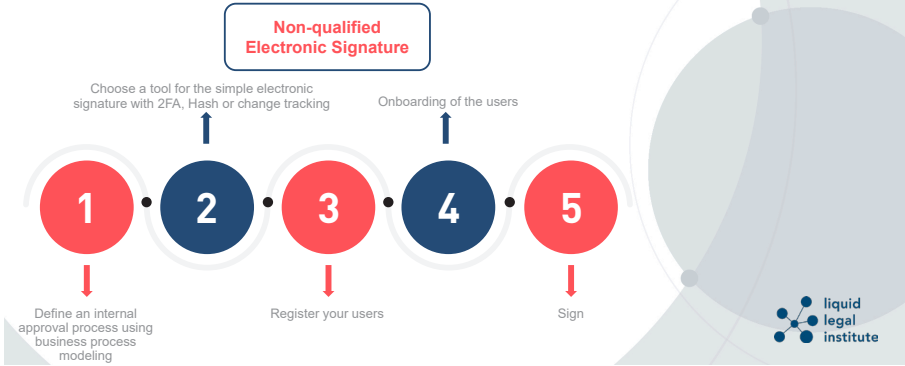 Non-qualified
Electronic Signature
Choose a tool for the simple electronic
signature with 2FA, Hash or change tracking
Onboarding of the users
1
2
3
4
5
Define an internal
approval process using
business process
modeling
Register your users
Sign
liquid
legal
institute